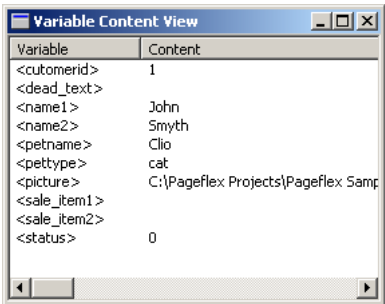 Variable Content View
Variable Content
<cutomerid> 1
<dead_text>
<name1> John
<name2> Smyth
<petname> Clio
<pettype> cat
<picture> C:\Pageflex Projects\Pageflex Samp
<sale_item1>
<sale_item2>
<status> 0